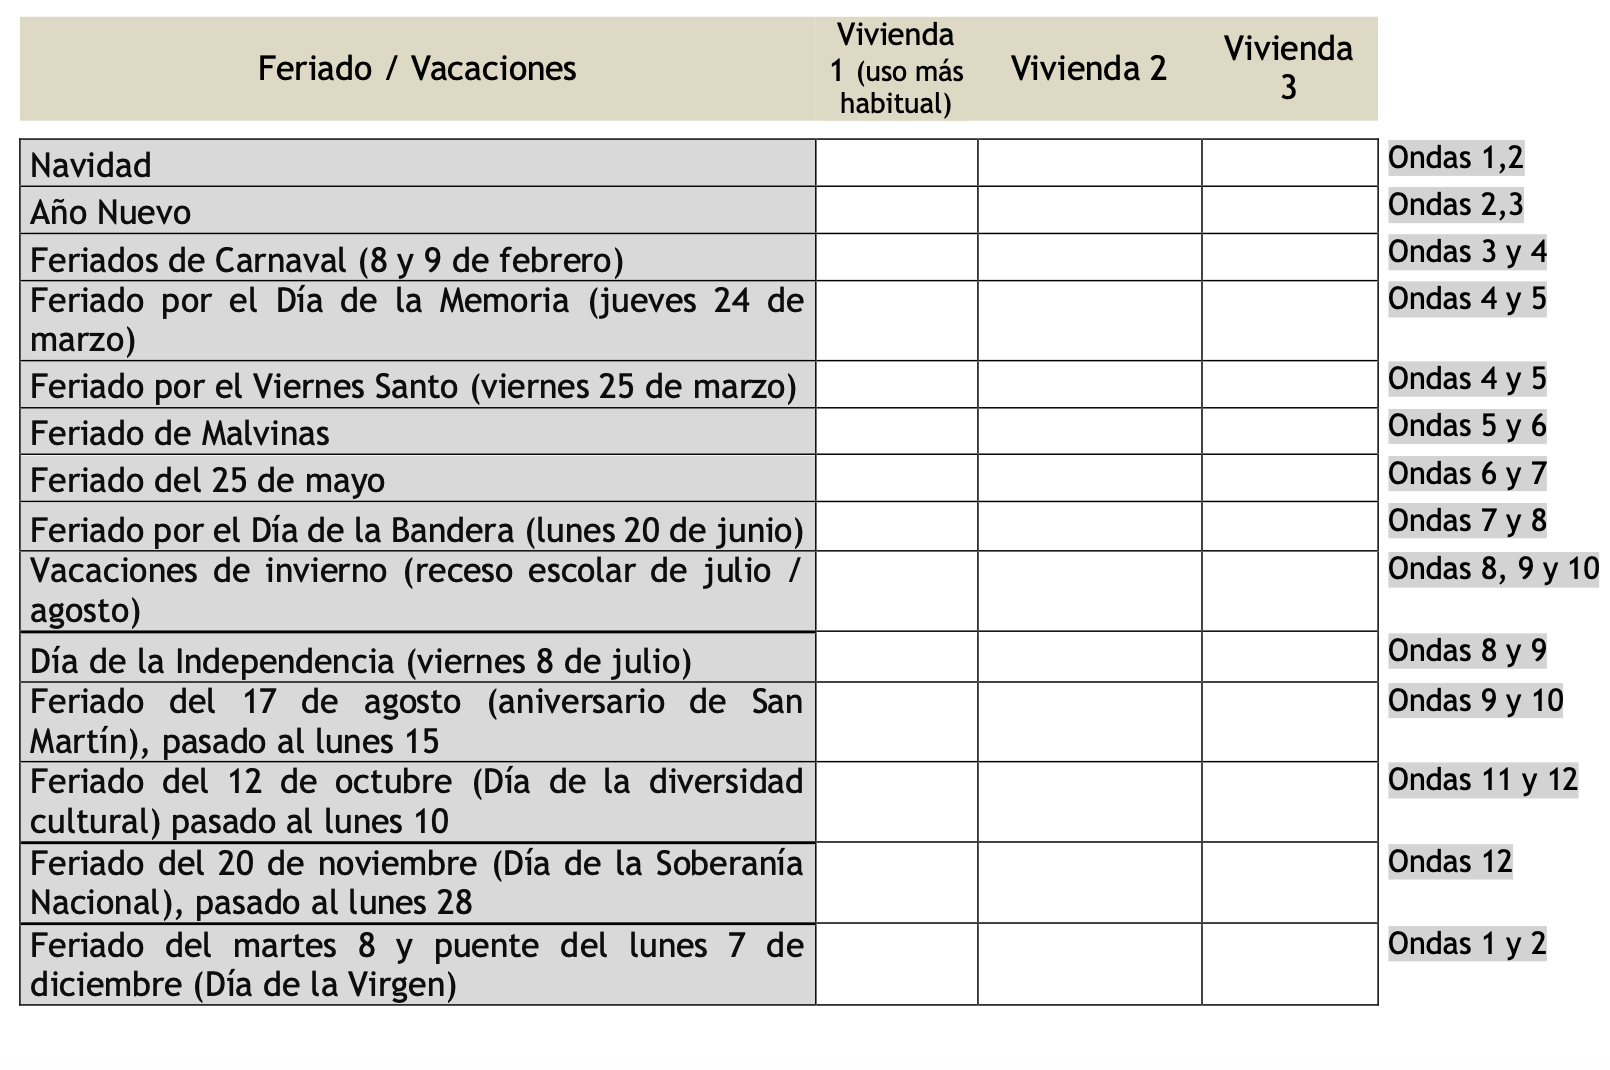 Feriado / Vacaciones
Vivienda
1 (uso más
habitual)
Vivienda 2
Vivienda
3
Navidad
Ondas 1,2
Año Nuevo
Ondas 2,3
Feriados de Carnaval (8 y 9 de febrero)
Ondas 3 y 4
Feriado por el Día de la Memoria (jueves 24 de
marzo)
Ondas 4 y 5
Feriado por el Viernes Santo (viernes 25 de marzo)
Ondas 4 y 5
Feriado de Malvinas
Ondas 5 y 6
Feriado del 25 de mayo
Ondas 6 y 7
Feriado por el Día de la Bandera (lunes 20 de junio)
Ondas 7 y 8
Vacaciones de invierno (receso escolar de julio /
agosto)
Ondas 8, 9 y 10
Día de la Independencia (viernes 8 de julio)
Ondas 8 y 9
Feriado del 17 de agosto (aniversario de San
Martín), pasado al lunes 15
Ondas 9 y 10
Feriado del 12 de octubre (Día de la diversidad
cultural) pasado al lunes 10
Ondas 11 y 12
Feriado del 20 de noviembre (Día de la Soberanía
Nacional), pasado al lunes 28
Ondas 12
Feriado del martes 8 y puente del lunes 7 de
diciembre (Día de la Virgen)
Ondas 1 y 2